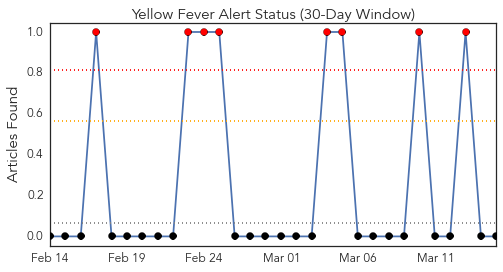 Yellow Fever Alert Status (30-Day Window)
Articles Found
1.0
0.8
0.6
0.4
0.2
0.0
Feb 14 Feb 19 Feb 24 Mar 01 Mar 06 Mar 11